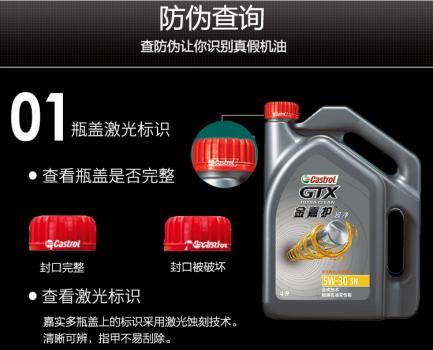 防伪查询
查防伪让你识别真假机油
01
瓶盖激光标识
查看瓶盖是否完整
Castrol
Castrol
Castrol
封口完整
封口被破坏
查看激光标识
嘉实多瓶盖上的标识采用激光蚀刻技术。
清晰可辨，指甲不易刮除。
Castrol
GTX
ULTRACLEAN
金嘉护 超净
5W-30 SN
4升